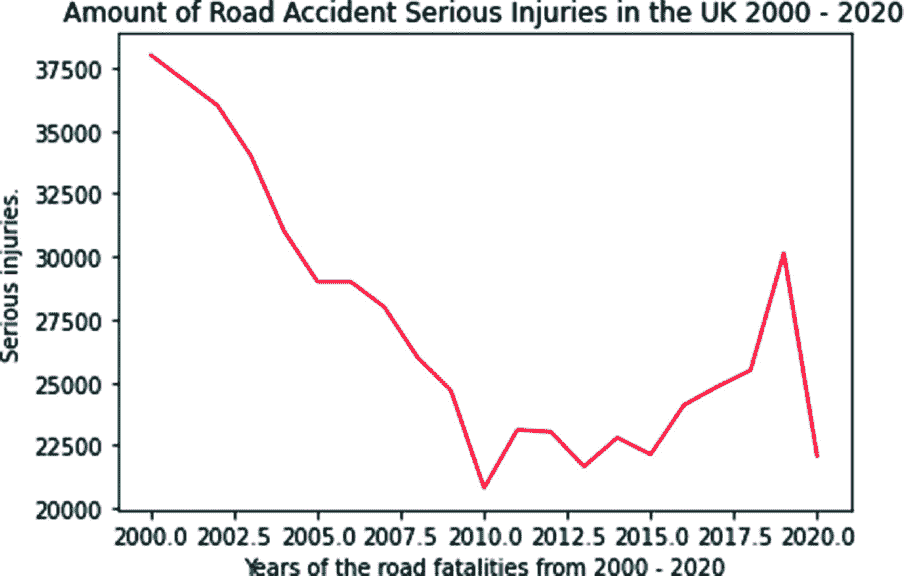 Amount of Road Accident Serious Injuries in the UK 2000 - 2020
Serious injuries.
37500
35000
32500
30000
27500
25000
22500
20000
2000.0 2002.5 2005.0 2007.5 2010.0 2012.5 2015.0 2017.5 2020.0
Years of the road fatalities from 2000 - 2020